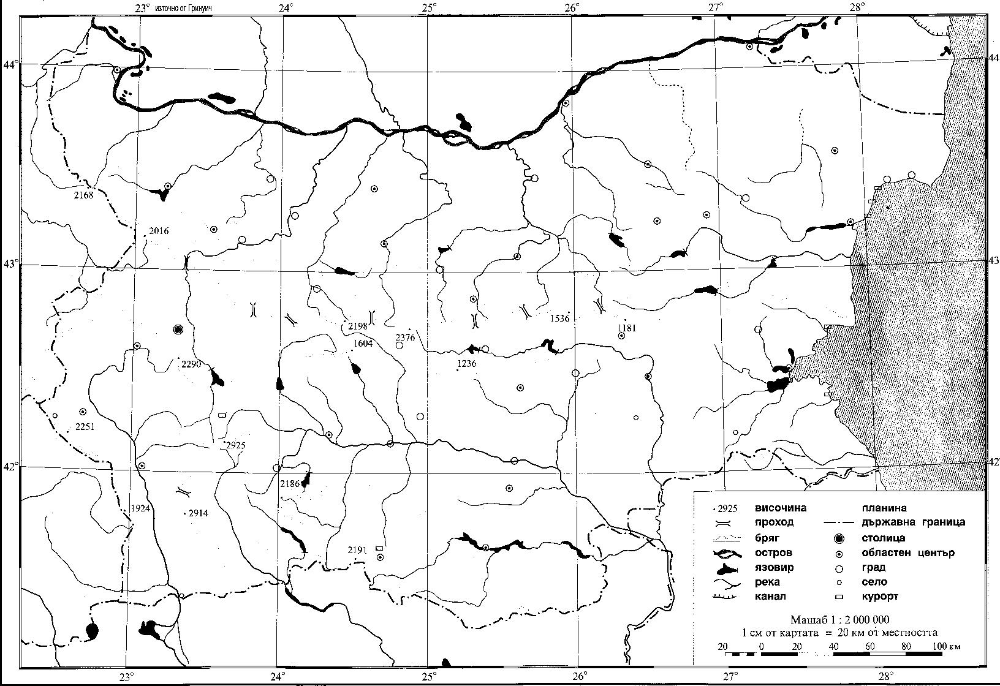 23° източно от Гринуич 24° 25° 26° 27° 28°
44° 44
2168
2016
43° 43
1536
2198
1181
2376
1604
2290
1236
2251
2925
42° 42
2186
1924
2914
2191
2925 височина
проход
бряг
остров
язовир
река
канал
планина
държавна граница
столица
областен център
град
село
курорт
Мащаб 1 : 2 000 000
1 см от картата = 20 км от местността
20 0 20 40 60 80 100 км
23° 24° 25° 26° 27° 28°